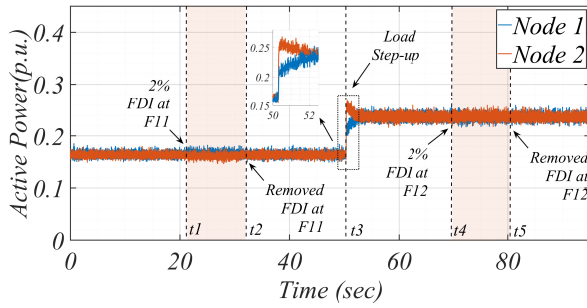 Active Power(p.u.)
0.4
0.3
0.2
0.1
0
0
20
40
60
80
Time (sec)
Node 1
Node 2
2%
FDI at
F11
0.25
0.2
0.15
50
52
Load
Step-up
Removed
FDI at
F11
2%
FDI at
F12
Removed
FDI at
F12
t1
t2
t3
t4
t5